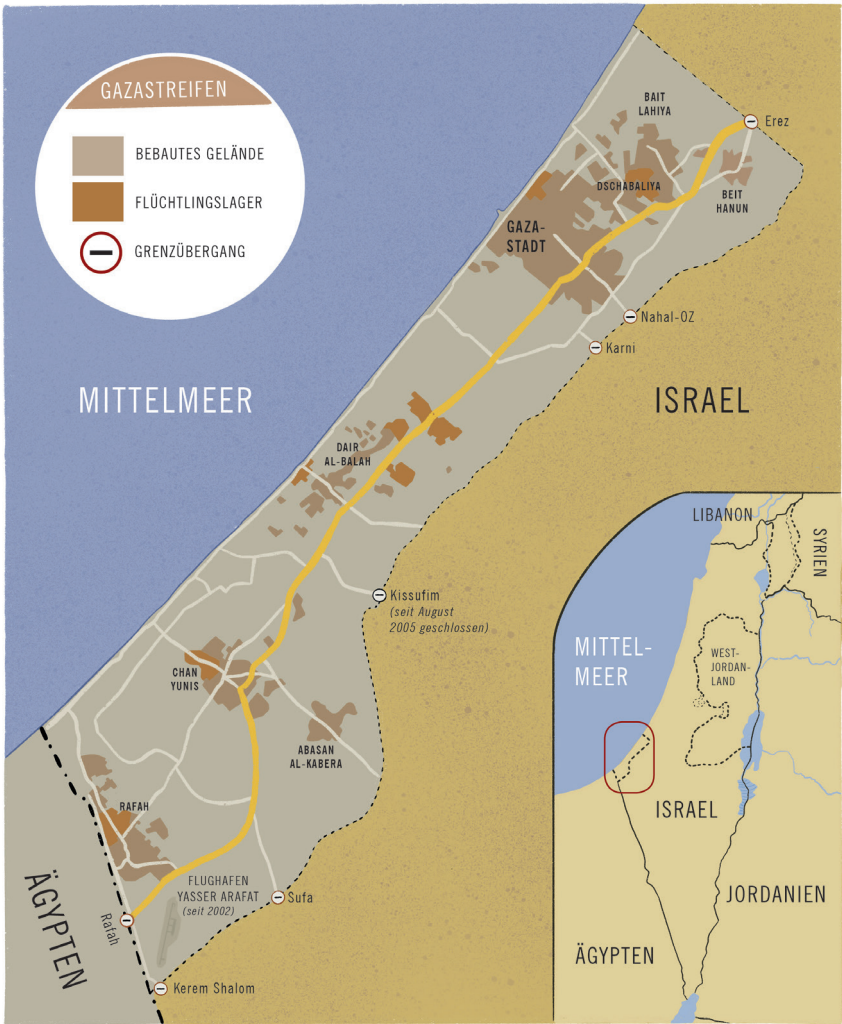 GAZASTREIFEN
BEBAUTES GELÄNDE
FLÜCHTLINGSLAGER
GRENZÜBERGANG
BAIT
LAHIYA
Erez
DSCHABALIYA
BEIT
HANUN
GAZA-
STADT
Nahal-OZ
Karni
MITTELMEER
ISRAEL
DAIR
AL-BALAH
Kissufim
(seit August
2005 geschlossen)
CHAN
YUNIS
ABASAN
AL-KABERA
RAFAH
FLUGHAFEN
YASSER ARAFAT
(seit 2002)
Sufa
Rafah
ÄGYPTEN
Kerem Shalom
LIBANON
SYRIEN
MITTEL-
MEER
WEST-
JORDAN-
LAND
ISRAEL
JORDANIEN
ÄGYPTEN